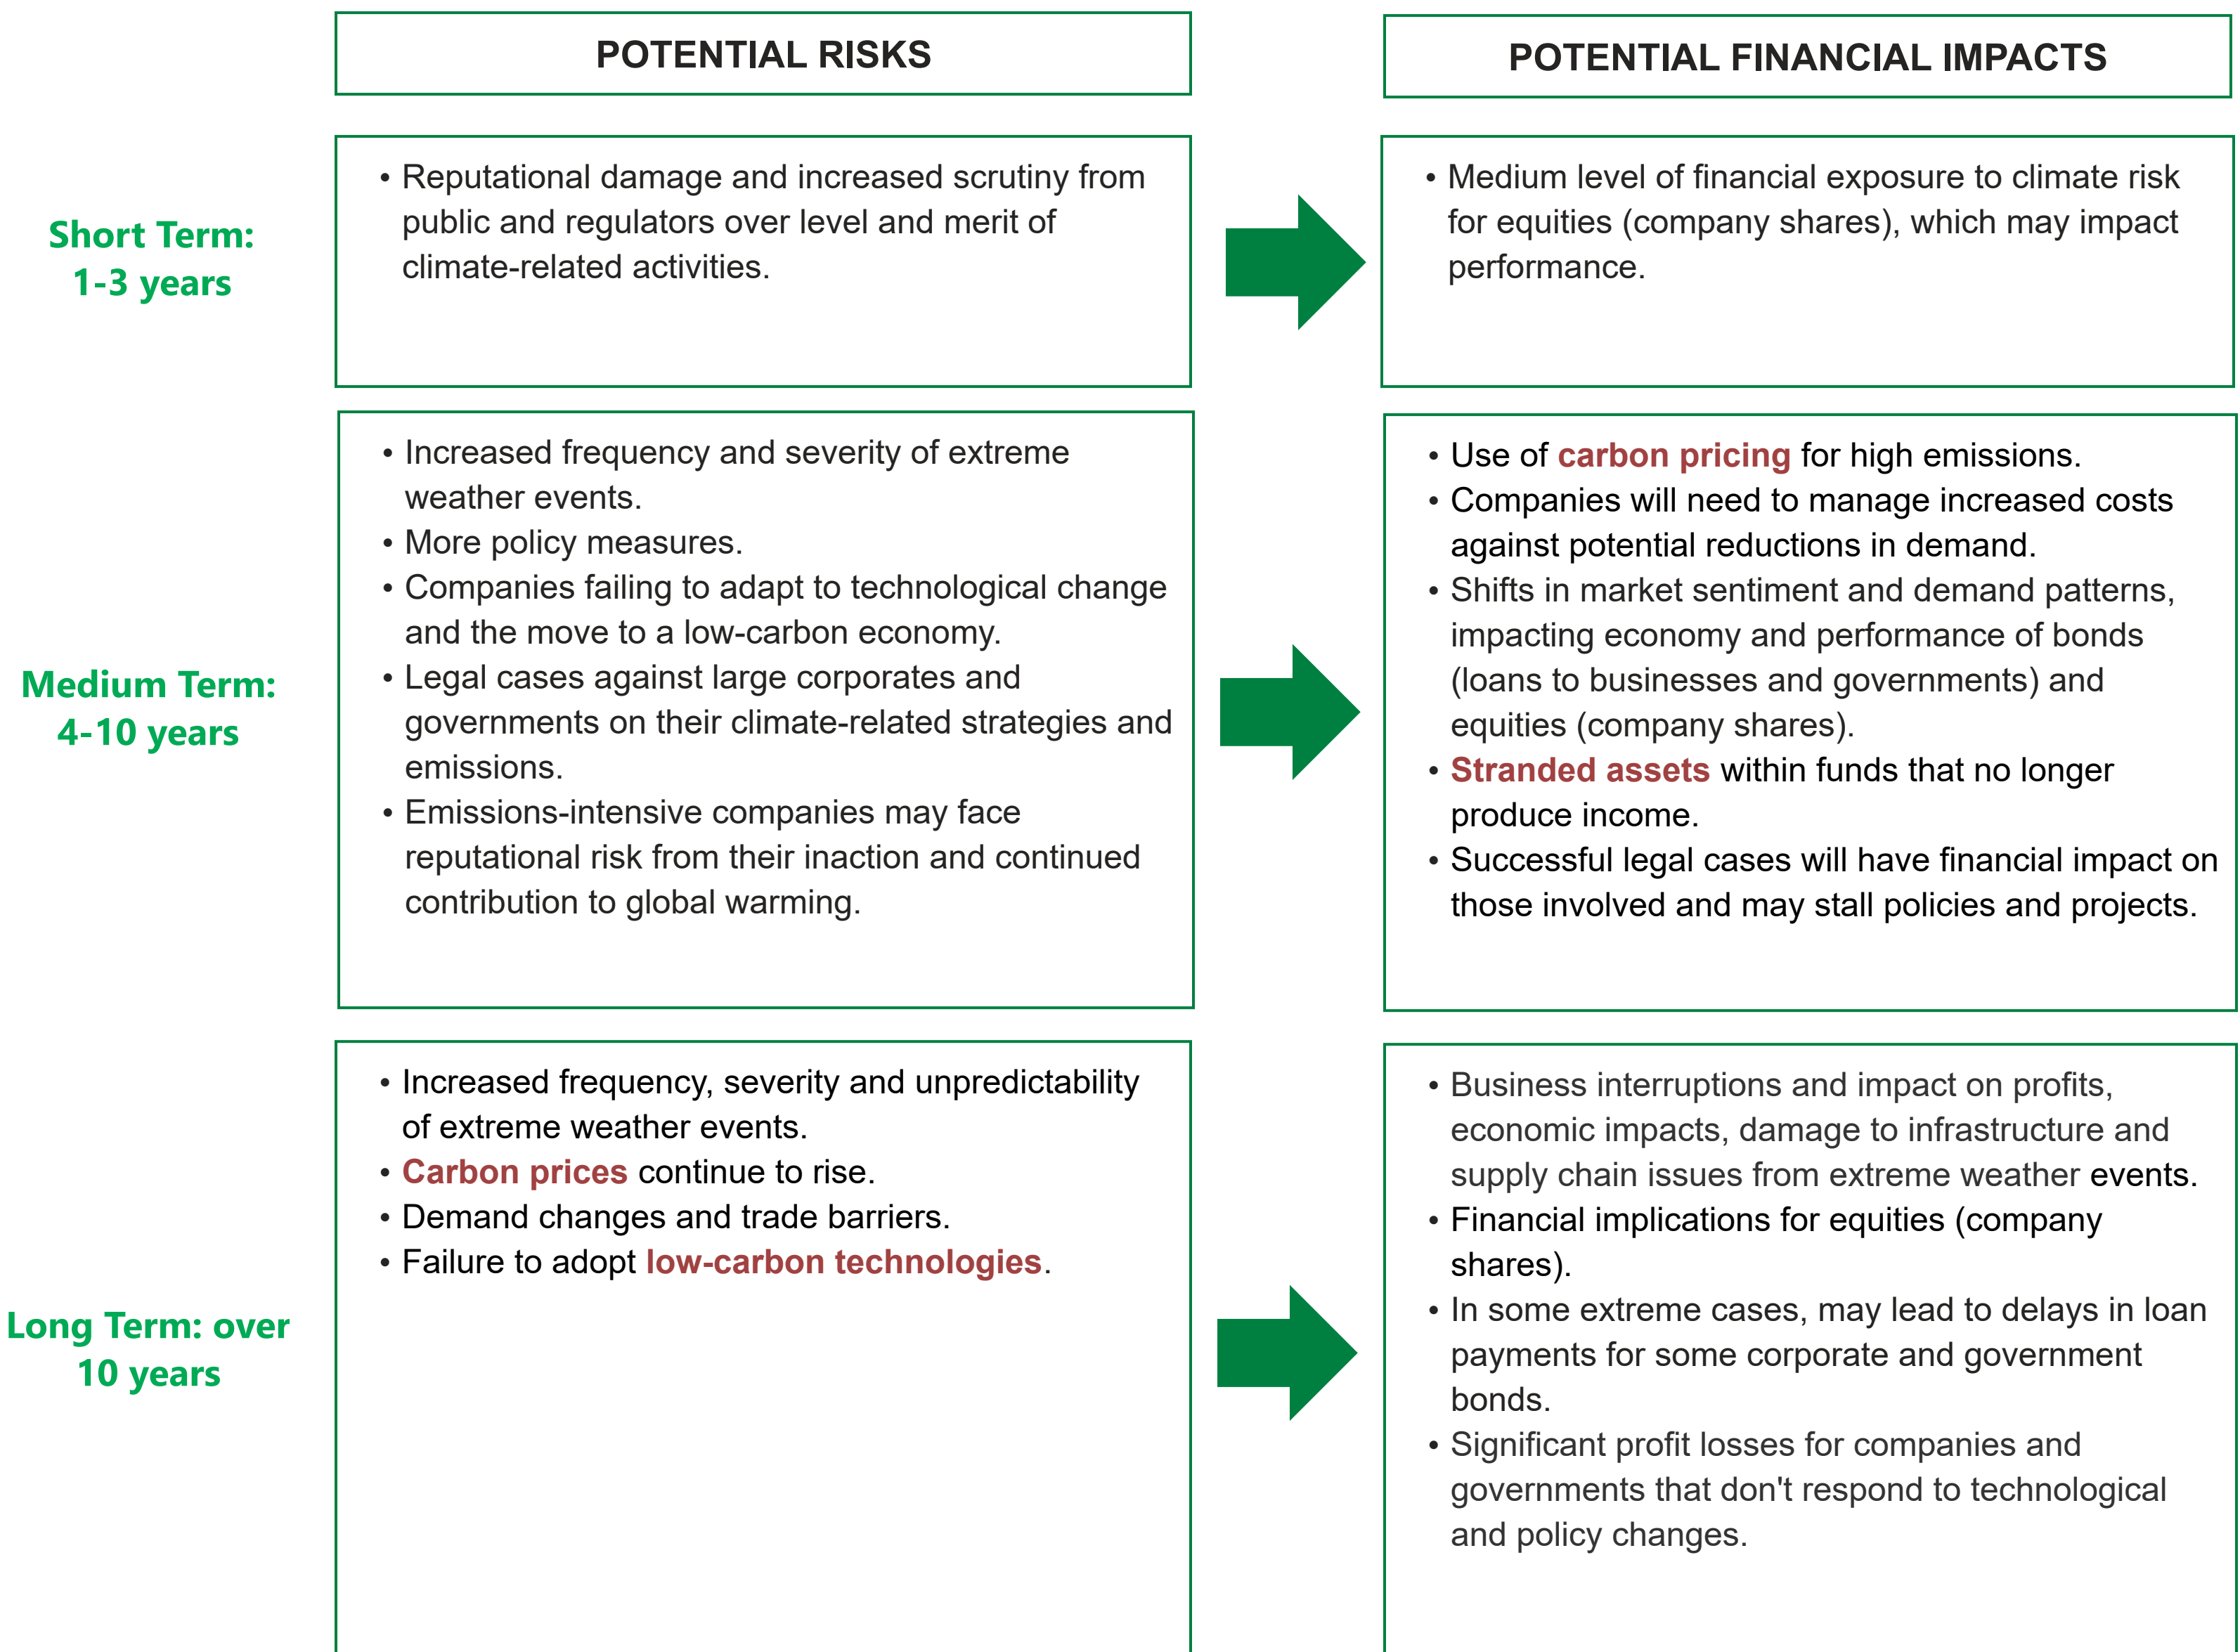 POTENTIAL RISKS
POTENTIAL FINANCIAL IMPACTS
Short Term:
1-3 years
• Reputational damage and increased scrutiny from
public and regulators over level and merit of
climate-related activities.
• Medium level of financial exposure to climate risk
for equities (company shares), which may impact
performance.
Medium Term:
4-10 years
• Increased frequency and severity of extreme
weather events.
• More policy measures.
• Companies failing to adapt to technological change
and the move to a low-carbon economy.
• Legal cases against large corporates and
governments on their climate-related strategies and
emissions.
• Emissions-intensive companies may face
reputational risk from their inaction and continued
contribution to global warming.
• Use of carbon pricing for high emissions.
• Companies will need to manage increased costs
against potential reductions in demand.
• Shifts in market sentiment and demand patterns,
impacting economy and performance of bonds
(loans to businesses and governments) and
equities (company shares).
• Stranded assets within funds that no longer
produce income.
• Successful legal cases will have financial impact on
those involved and may stall policies and projects.
Long Term: over
10 years
• Increased frequency, severity and unpredictability
of extreme weather events.
• Carbon prices continue to rise.
• Demand changes and trade barriers.
• Failure to adopt low-carbon technologies.
• Business interruptions and impact on profits,
economic impacts, damage to infrastructure and
supply chain issues from extreme weather events.
• Financial implications for equities (company
shares).
• In some extreme cases, may lead to delays in loan
payments for some corporate and government
bonds.
• Significant profit losses for companies and
governments that don't respond to technological
and policy changes.